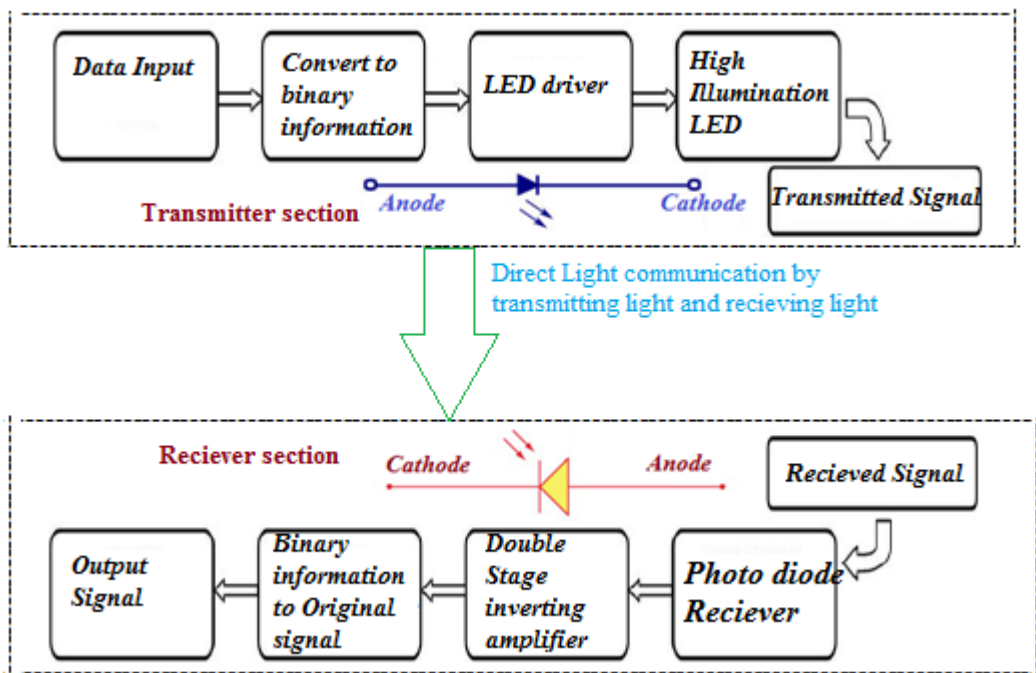 Data Input
Convert to
binary
information
LED driver
High
Illumination
LED
Transmitted Signal
Transmitter section
Anode
Cathode
Direct Light communication by
transmitting light and recieving light
Reciever section
Cathode
Anode
Recieved Signal
Output
Signal
Binary
information
to Original
signal
Double
Stage
inverting
amplifier
Photo diode
Reciever